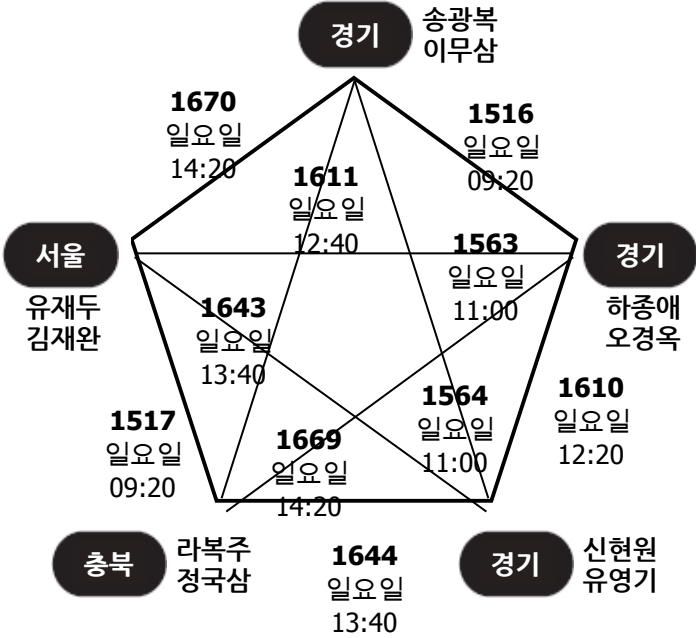 경기
송광복
이무삼
1670
일요일
14:20
1516
일요일
09:20
1611
일요일
12:40
서울
유재두
김재완
1563
일요일
11:00
경기
하종애
오경옥
1643
일요일
13:40
1564
일요일
11:00
1610
일요일
12:20
1517
일요일
09:20
1669
일요일
14:20
충북
라복주
정국삼
1644
일요일
13:40
경기
신현원
유영기